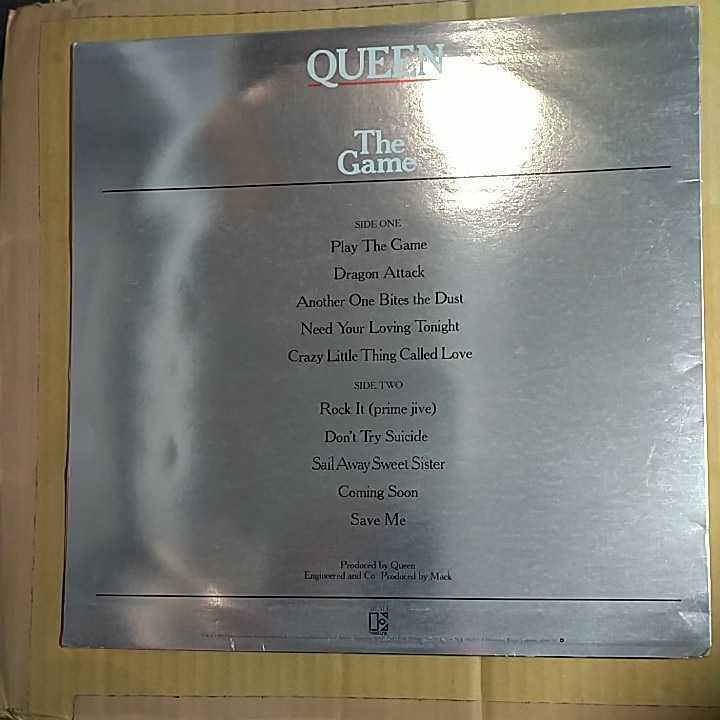 QUEEN
The
Game
SIDE ONE
Play The Game
Dragon Attack
Another One Bites the Dust
Need Your Loving Tonight
Crazy Little Thing Called Love
SIDE TWO
Rock It (prime jive)
Don't Try Suicide
Sail Away Sweet Sister
Coming Soon
Save Me
Produced by Queen
Engineered and Co Produced by Mack